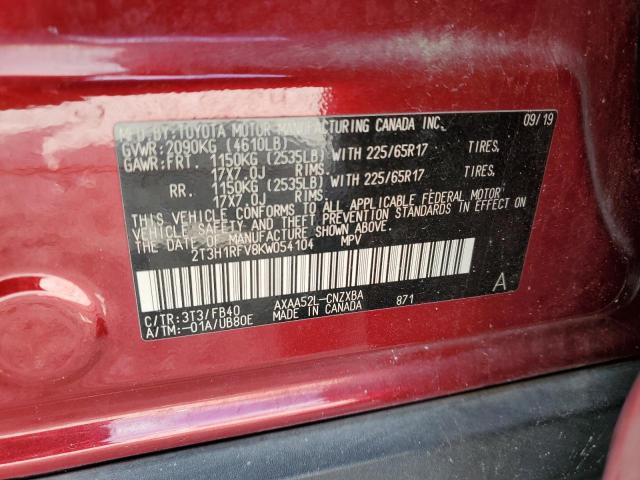 MFD.BY:TOYOTA MOTOR MANUFACTURING CANADA INC. 09/19
GVWR:2090KG (4610LB)
GAWR:FRT. 1150KG (2535LB) WITH 225/65R17 TIRES.
17X7.0J RIMS.
RR. 1150KG (2535LB) WITH 225/65R17 TIRES.
17X7.0J RIMS.
THIS VEHICLE CONFORMS TO ALL APPLICABLE FEDERAL MOTOR
VEHICLE SAFETY AND THEFT PREVENTION STANDARDS IN EFFECT
ON THE DATE OF MANUFACTURE SHOWN ABOVE.
2T3H1RFV8KW054104 MPV
A
C/TR:3T3/FB40 AXAA52L-CNZXBA 871
A/TM:-01A/UB80E MADE IN CANADA